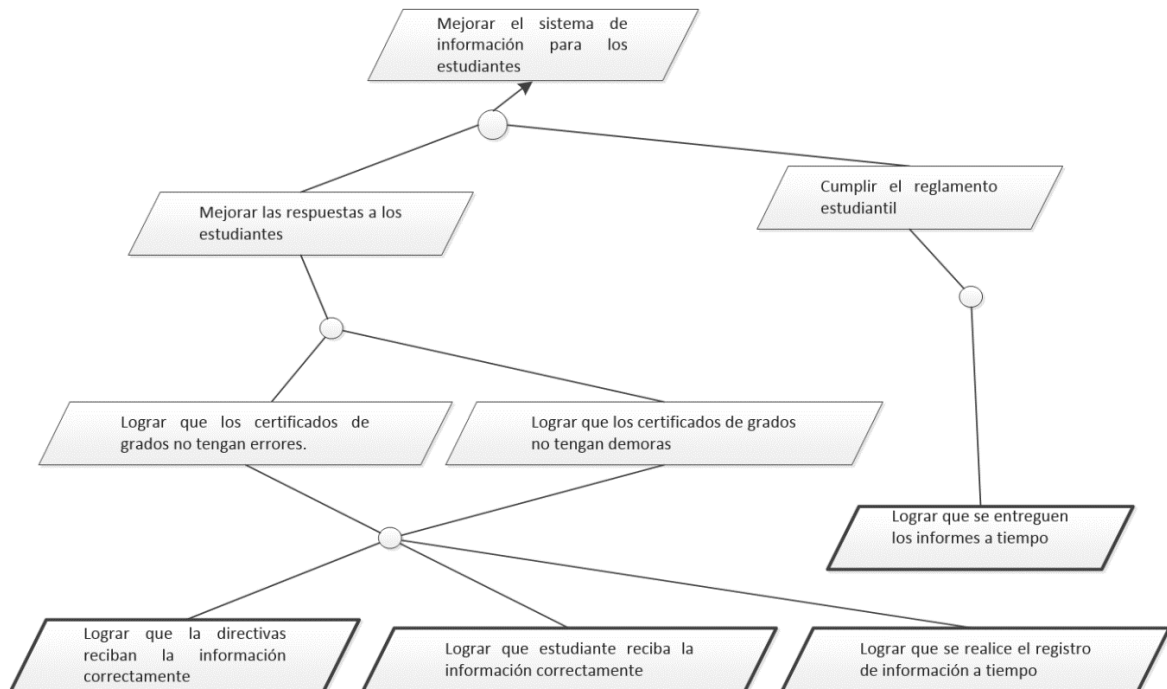 Mejorar el sistema de
información para los
estudiantes
Mejorar las respuestas a los
estudiantes
Cumplir el reglamento
estudiantil
Lograr que los certificados de
grados no tengan errores.
Lograr que los certificados de grados
no tengan demoras
Lograr que se entreguen
los informes a tiempo
Lograr que la directivas
reciban la información
correctamente
Lograr que estudiante reciba la
información correctamente
Lograr que se realice el registro
de información a tiempo